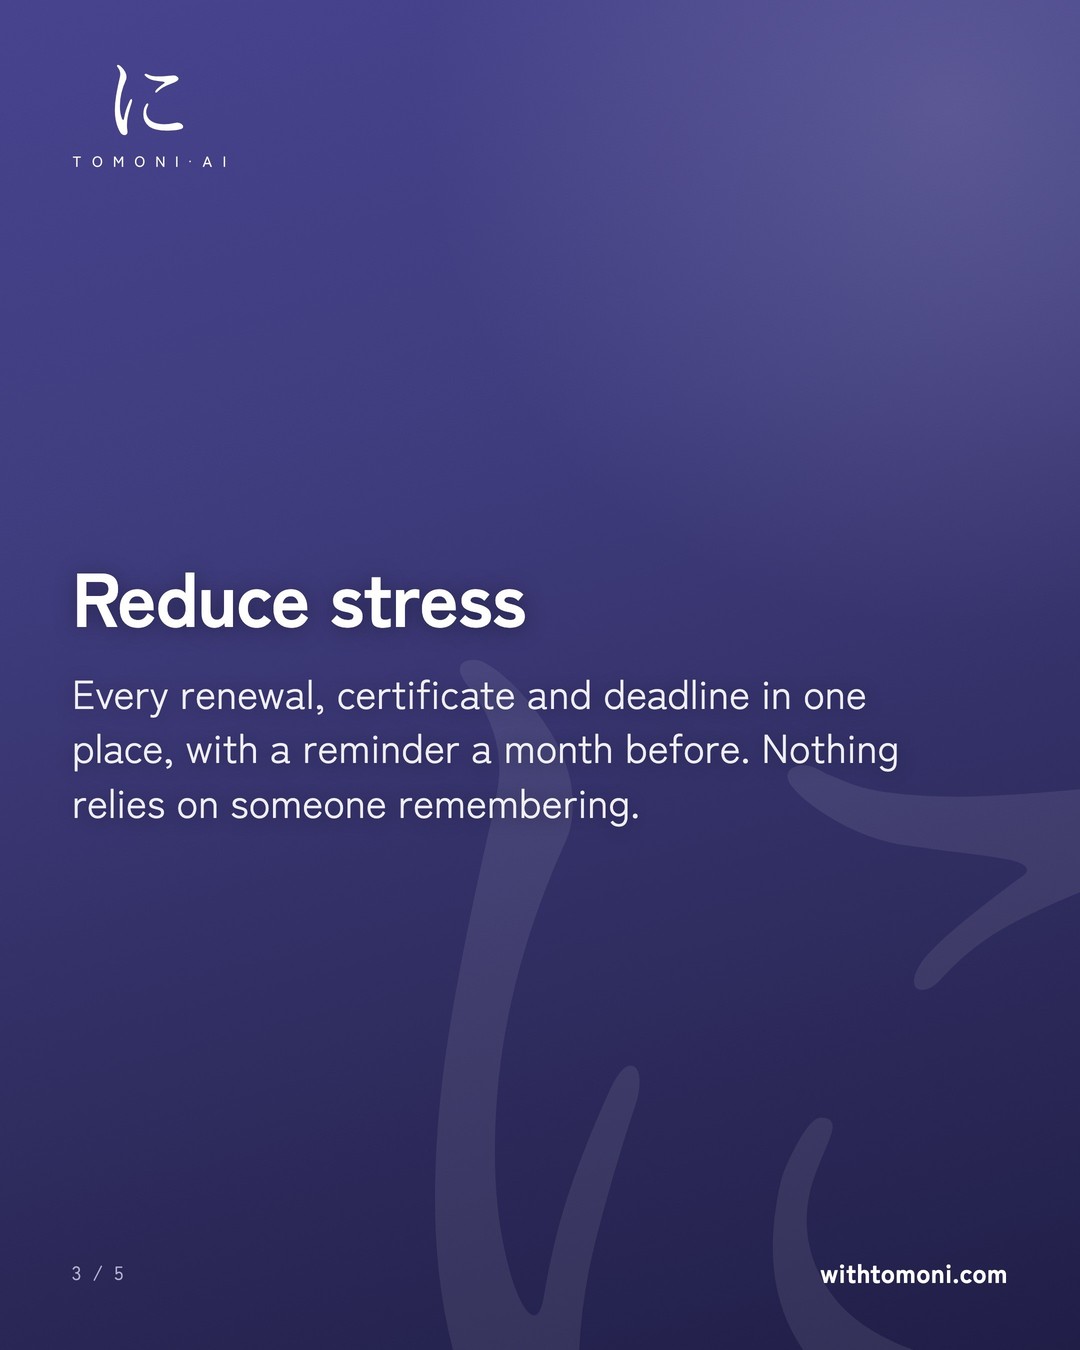 に
TOMONI·AI
Reduce stress
Every renewal, certificate and deadline in one
place, with a reminder a month before. Nothing
relies on someone remembering.
3 / 5
withtomoni.com